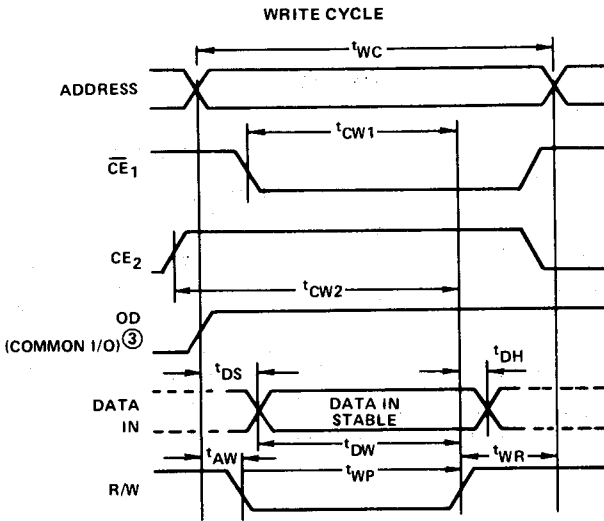 WRITE CYCLE
tWC
ADDRESS
tCW1
CE1
CE2
tCW2
OD
(COMMON I/O) ③
tDS
tDH
DATA
IN
DATA IN
STABLE
tDW
tAW
tWP
tWR
R/W